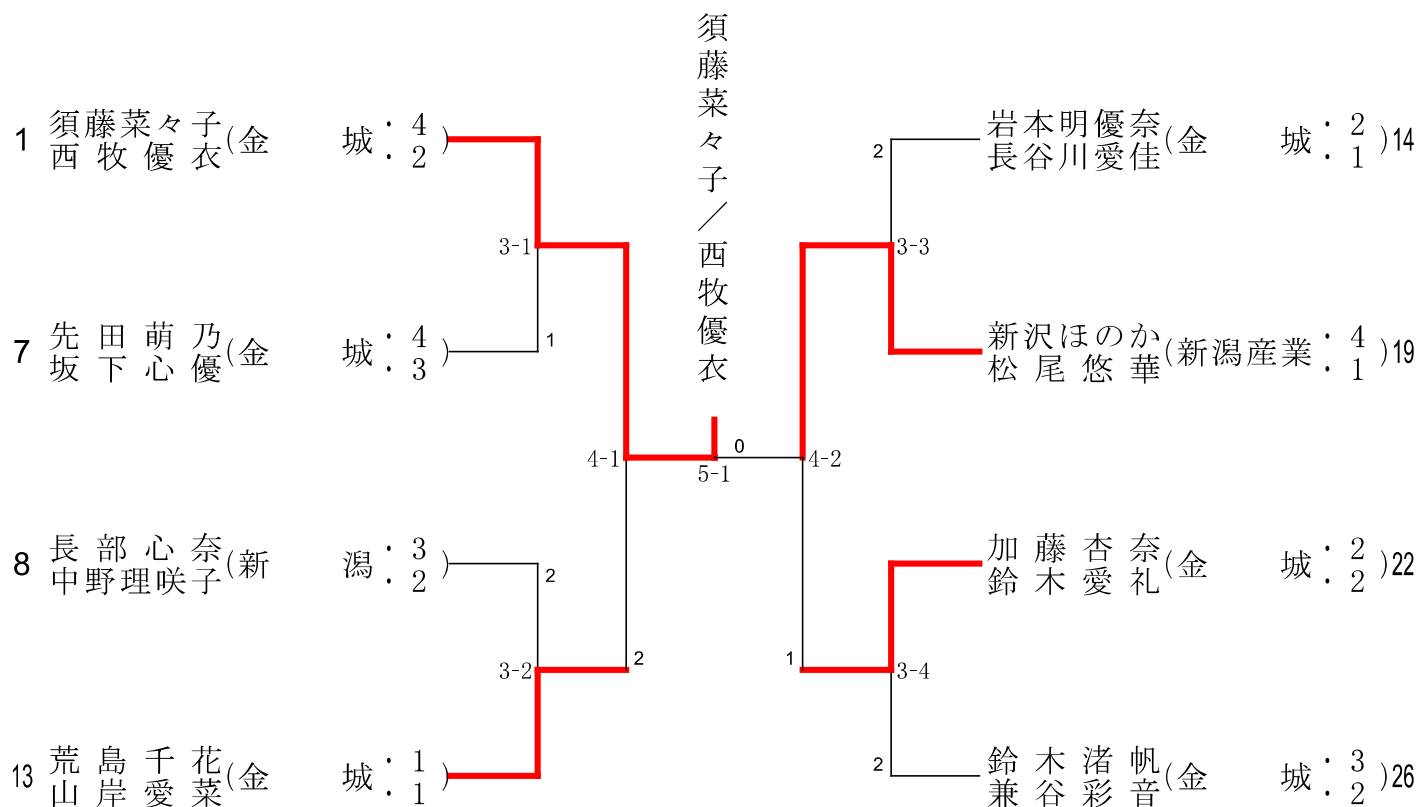 須藤菜々子／西牧優衣
1 須藤菜々子(金 城・4)
西牧優衣 ・2
3-1
7 先田萌乃(金 城・4)
坂下心優 ・3
1
4-1
8 長部心奈(新 潟・3)
中野理咲子 ・2
2
3-2
2
13 荒島千花(金 城・1)
山岸愛菜 ・1
0
5-1
岩本明優奈(金 城・2)14
長谷川愛佳 ・1
2
3-3
新沢ほのか(新潟産業・4)19
松尾悠華 ・1
4-2
加藤杏奈(金 城・2)22
鈴木愛礼 ・2
1
3-4
2
鈴木渚帆(金 城・3)26
兼谷彩音 ・2